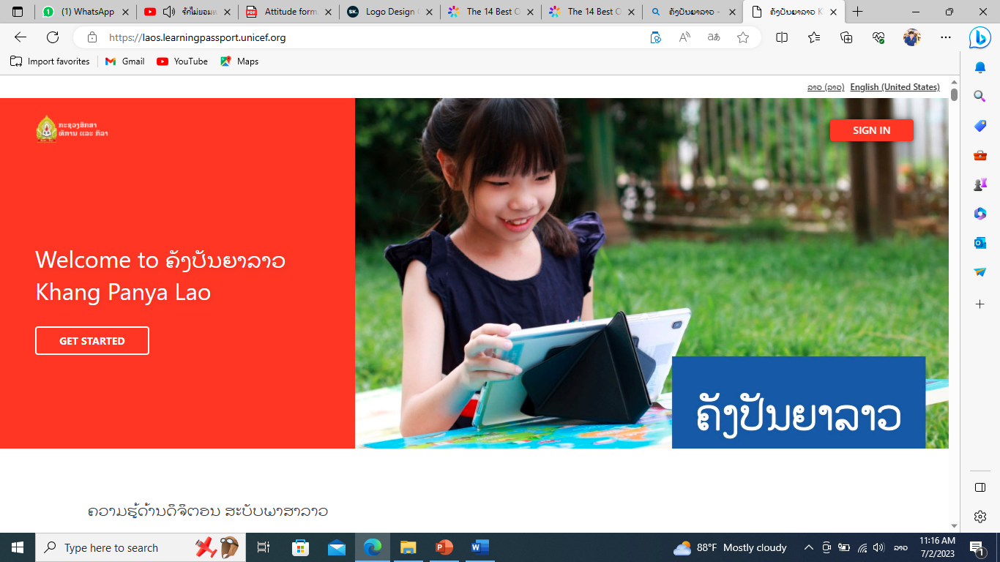 (1) WhatsApp
ຈັກໄມ່ຍອມ
Attitude form
Logo Design
The 14 Best C
The 14 Best C
ຄັງປັນຍາລາວ -
ຄັງປັນຍາລາວ K
https://laos.learningpassport.unicef.org
Import favorites
Gmail
YouTube
Maps
ລາວ (ລາວ) English (United States)
ກະຊວງສຶກສາ
ທິການ ແລະ ກິລາ
SIGN IN
Welcome to ຄັງປັນຍາລາວ
Khang Panya Lao
GET STARTED
ຄັງປັນຍາລາວ
ຄວາມຮູ້ດ້ານດິຈິຕອນ ສະບັບພາສາລາວ
Type here to search
88°F Mostly cloudy
ລາວ
11:16 AM
7/2/2023
1